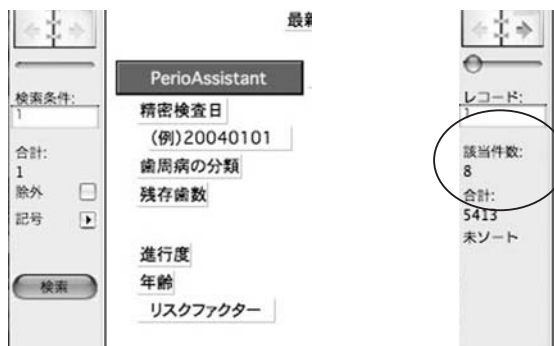 検索条件:
1
合計:
1
除外
記号
検索
最新
PerioAssistant
精密検査日
(例)20040101
歯周病の分類
残存歯数
進行度
年齢
リスクファクター
レコード:
1
該当件数:
8
合計:
5413
未ソート